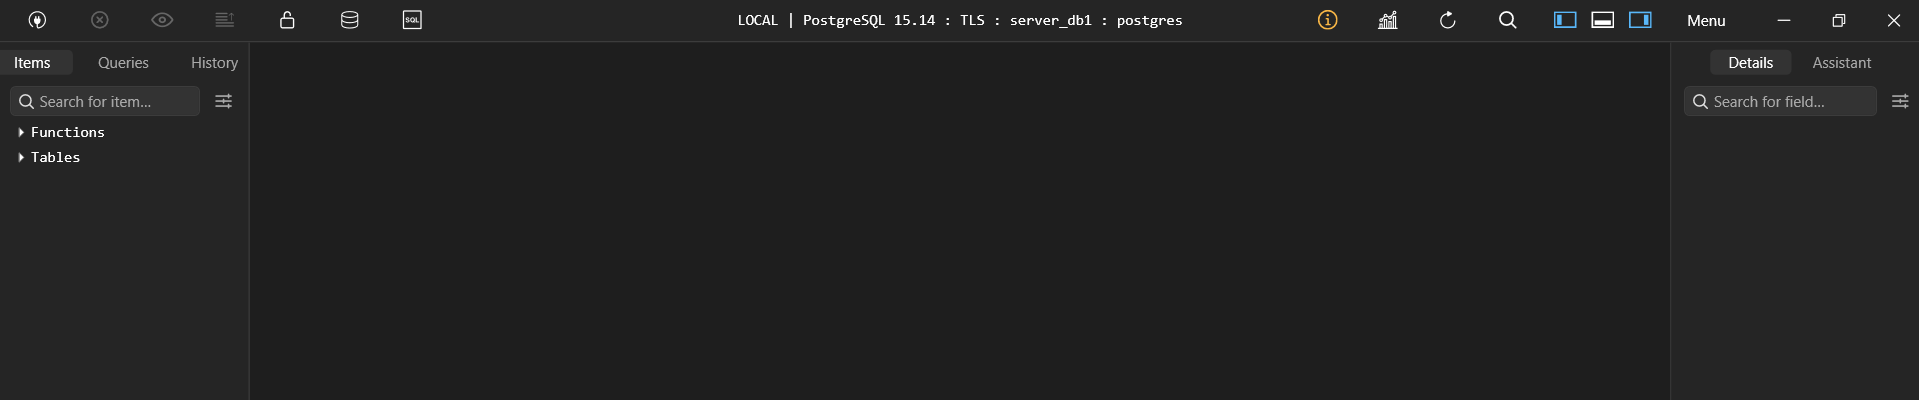 SQL
LOCAL | PostgreSQL 15.14 : TLS : server_db1 : postgres
Menu
Items Queries History
Search for item...
Functions
Tables
Details Assistant
Search for field...